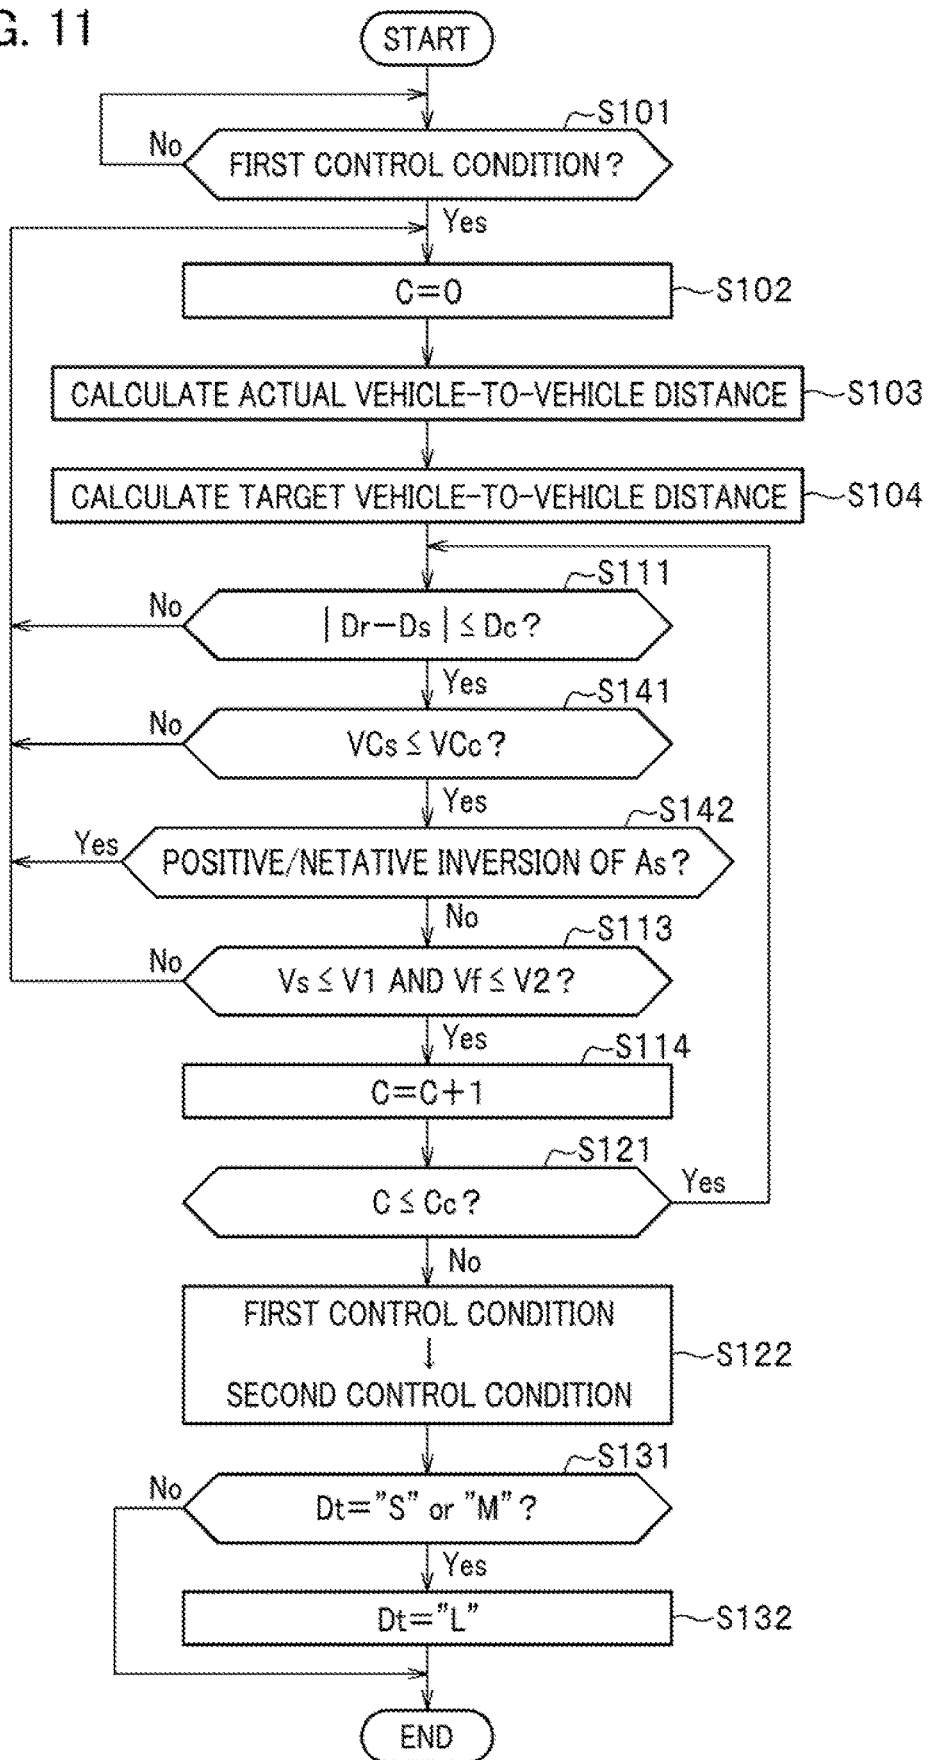 G. 11
START
S101
No
FIRST CONTROL CONDITION?
Yes
C=0
S102
CALCULATE ACTUAL VEHICLE-TO-VEHICLE DISTANCE
S103
CALCULATE TARGET VEHICLE-TO-VEHICLE DISTANCE
S104
S111
No
| Dr-Ds | ≦ Dc?
Yes
S141
No
VCs ≦ VCc?
Yes
S142
Yes
POSITIVE/NETATIVE INVERSION OF As?
No
S113
No
Vs ≦ V1 AND Vf ≦ V2?
Yes
S114
C=C+1
S121
C ≦ Cc?
Yes
No
FIRST CONTROL CONDITION
↓
SECOND CONTROL CONDITION
S122
S131
No
Dt="S" or "M"?
Yes
Dt="L"
S132
END